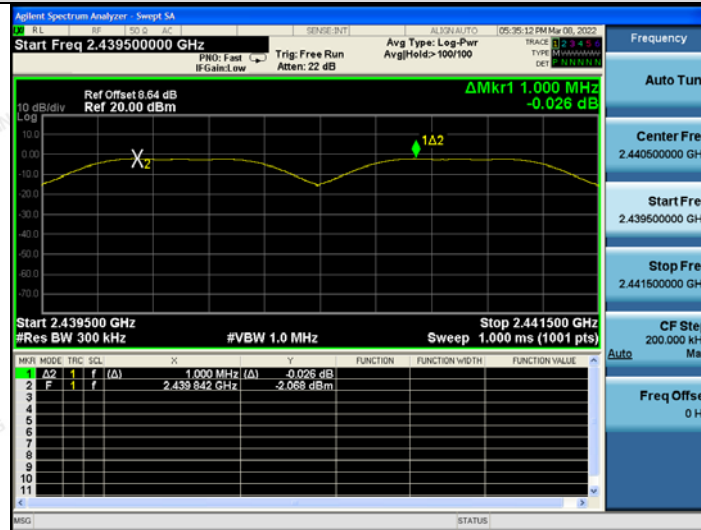 Agilent Spectrum Analyzer - Swept SA
RL RF 50 Ω AC SENSE:INT ALIGNAUTO 05:35:12 PM Mar 08, 2022
Start Freq 2.439500000 GHz
PNO: Fast
IFGain:Low
Trig: Free Run
Atten: 22 dB
Avg Type: Log-Pwr
Avg|Hold:>100/100
TRACE 1 2 3 4 5 6
TYPE
DET P N N N N N
Ref Offset 8.64 dB
Ref 20.00 dBm
10 dB/div
Log
ΔMkr1 1.000 MHz
-0.026 dB
10.0
0.00
-10.0
-20.0
-30.0
-40.0
-50.0
-60.0
-70.0
2
1Δ2
Start 2.439500 GHz
Stop 2.441500 GHz
#Res BW 300 kHz
#VBW 1.0 MHz
Sweep 1.000 ms (1001 pts)
MKR MODE TRC SCL X Y FUNCTION FUNCTION WIDTH FUNCTION VALUE
1 Δ2 1 f (Δ) 1.000 MHz (Δ) -0.026 dB
2 F 1 f 2.439 842 GHz -2.068 dBm
3
4
5
6
7
8
9
10
11
MSG
STATUS
Frequency
Auto Tun
Center Fre
2.440500000 GH
Start Fre
2.439500000 GH
Stop Fre
2.441500000 GH
CF Ste
200.000 kH
Auto Ma
Freq Offse
0 H